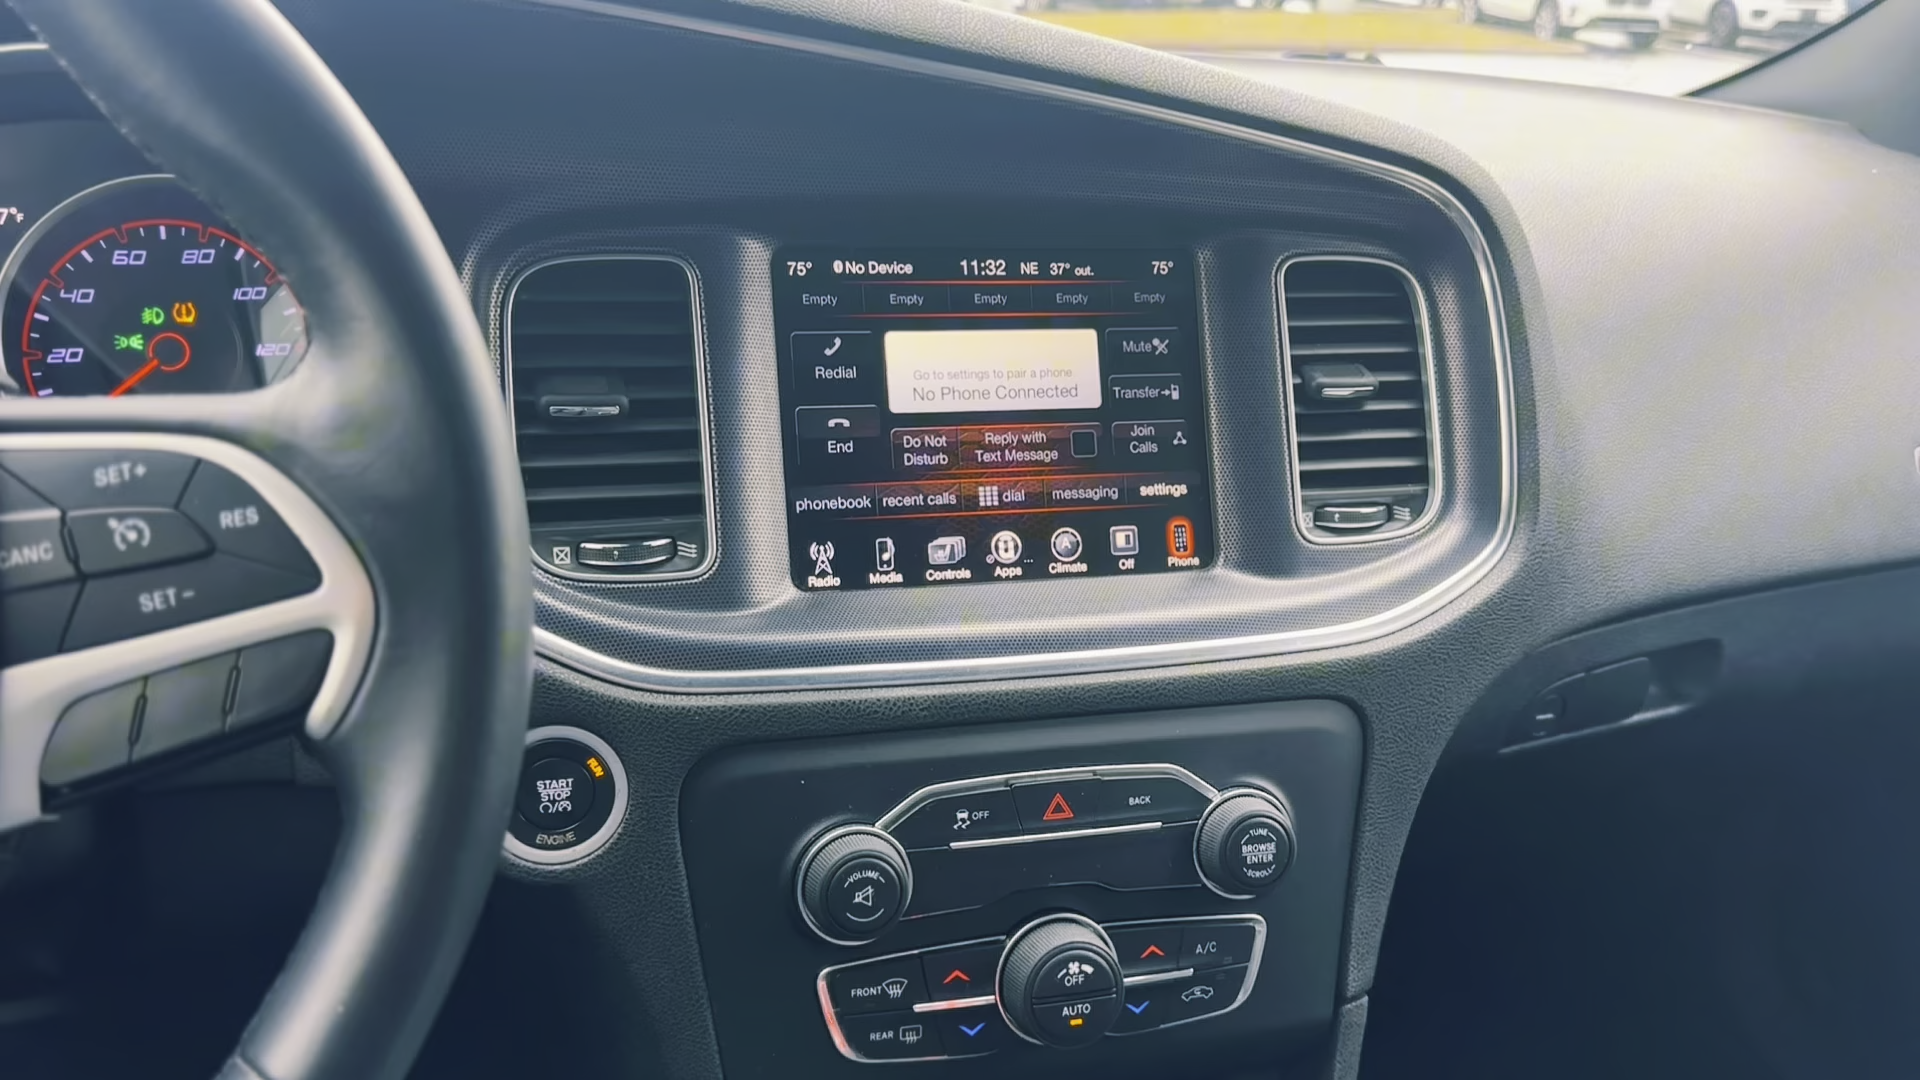 7°F
20
40
60
80
100
120
SET+
RES
CANC
SET-
75°
No Device
11:32
NE
37° out.
75°
Empty
Empty
Empty
Empty
Empty
Redial
Go to settings to pair a phone.
No Phone Connected
Mute
Transfer
End
Do Not
Disturb
Reply with
Text Message
Join
Calls
phonebook
recent calls
dial
messaging
settings
Radio
Media
Controls
Apps
...
A
Climate
Off
Phone
RUN
START
STOP
ENGINE
OFF
BACK
VOLUME
TUNE
BROWSE
ENTER
SCROLL
FRONT
OFF
A/C
AUTO
REAR